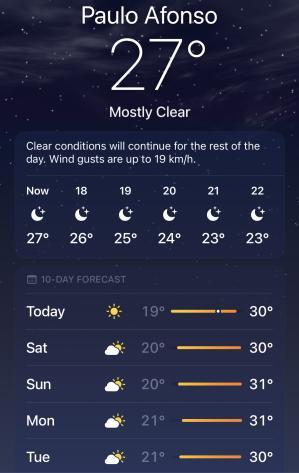 Paulo Afonso
27°
Mostly Clear
Clear conditions will continue for the rest of the
day. Wind gusts are up to 19 km/h.
Now 18 19 20 21 22
27° 26° 25° 24° 23° 23°
10-DAY FORECAST
Today 19° 30°
Sat 20° 30°
Sun 20° 31°
Mon 21° 31°
Tue 21° 30°